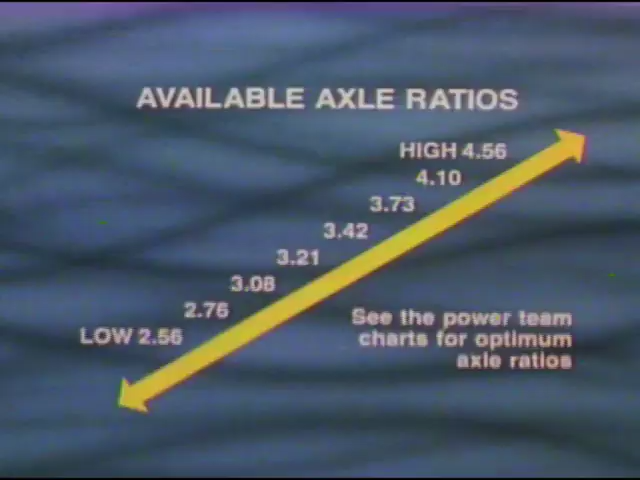 AVAILABLE AXLE RATIOS
HIGH 4.56
4.10
3.73
3.42
3.21
3.08
2.76
LOW 2.56
See the power team
charts for optimum
axle ratios